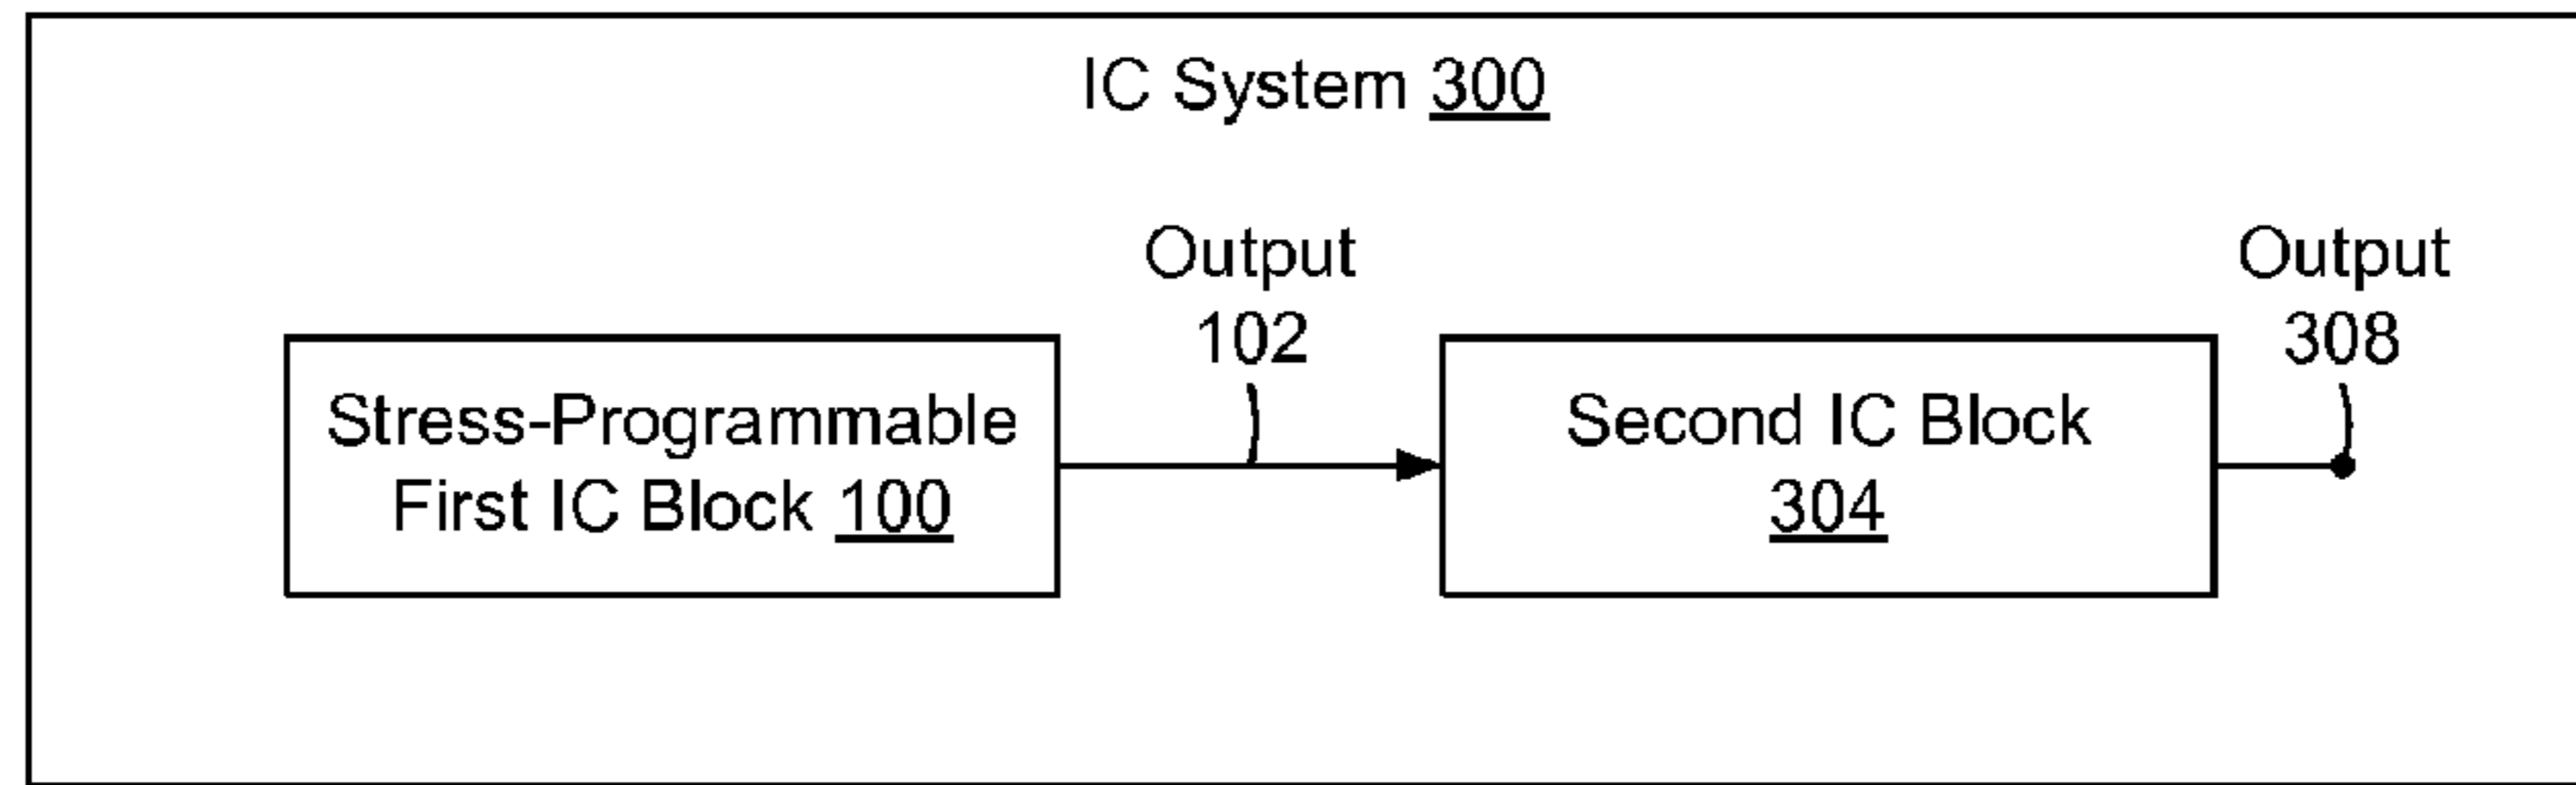 IC System 300
Output
102
Output
308
Stress-Programmable
First IC Block 100
Second IC Block
304